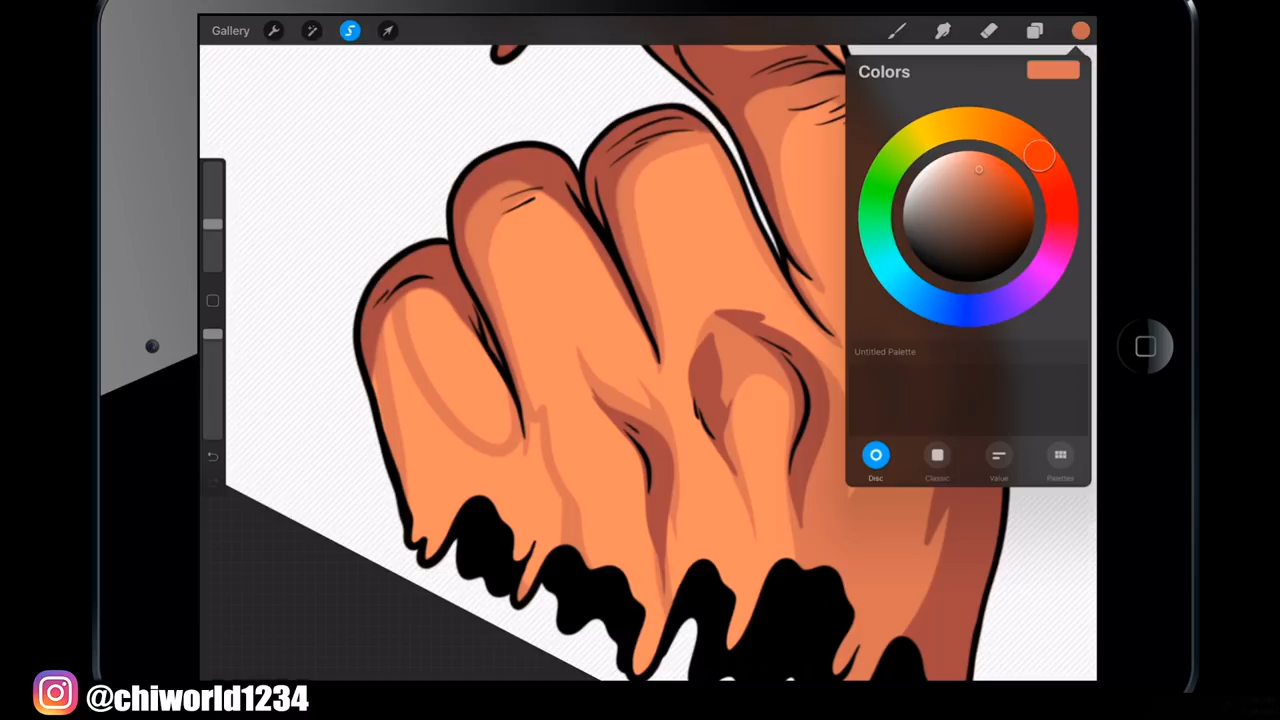 Gallery
Colors
Untitled Palette
Disc
Classic
Value
Palettes
@chiworld1234